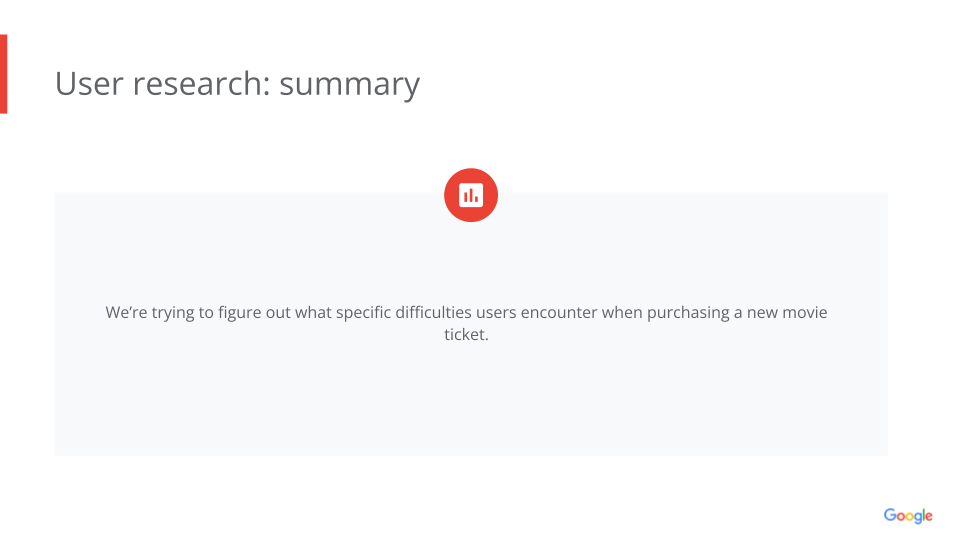 User research: summary
We’re trying to figure out what specific difficulties users encounter when purchasing a new movie
ticket.
Google